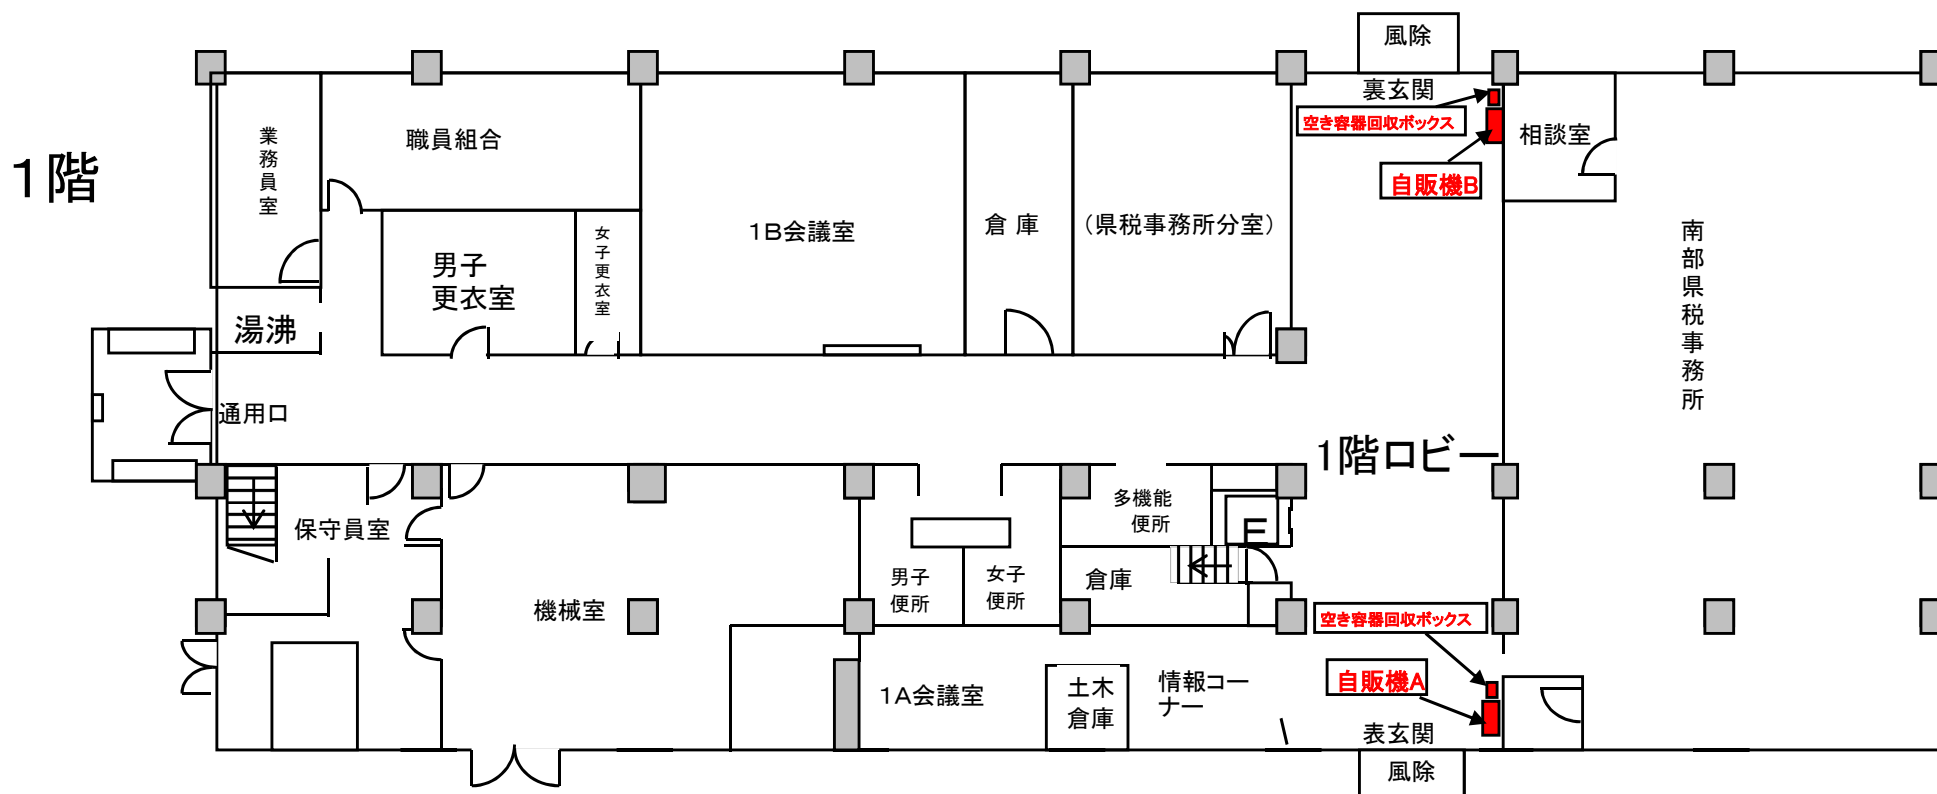 風除
裏玄関
空き容器回収ボックス
業務員室
職員組合
相談室
1階
自販機B
1B会議室
倉 庫
（県税事務所分室）
南部県税事務所
女子更衣室
男子
更衣室
湯沸
通用口
1階ロビー
多機能
便所
保守員室
E
男子
便所
女子
便所
倉庫
機械室
空き容器回収ボックス
自販機A
1A会議室
土木
倉庫
情報コー
ナー
表玄関
風除